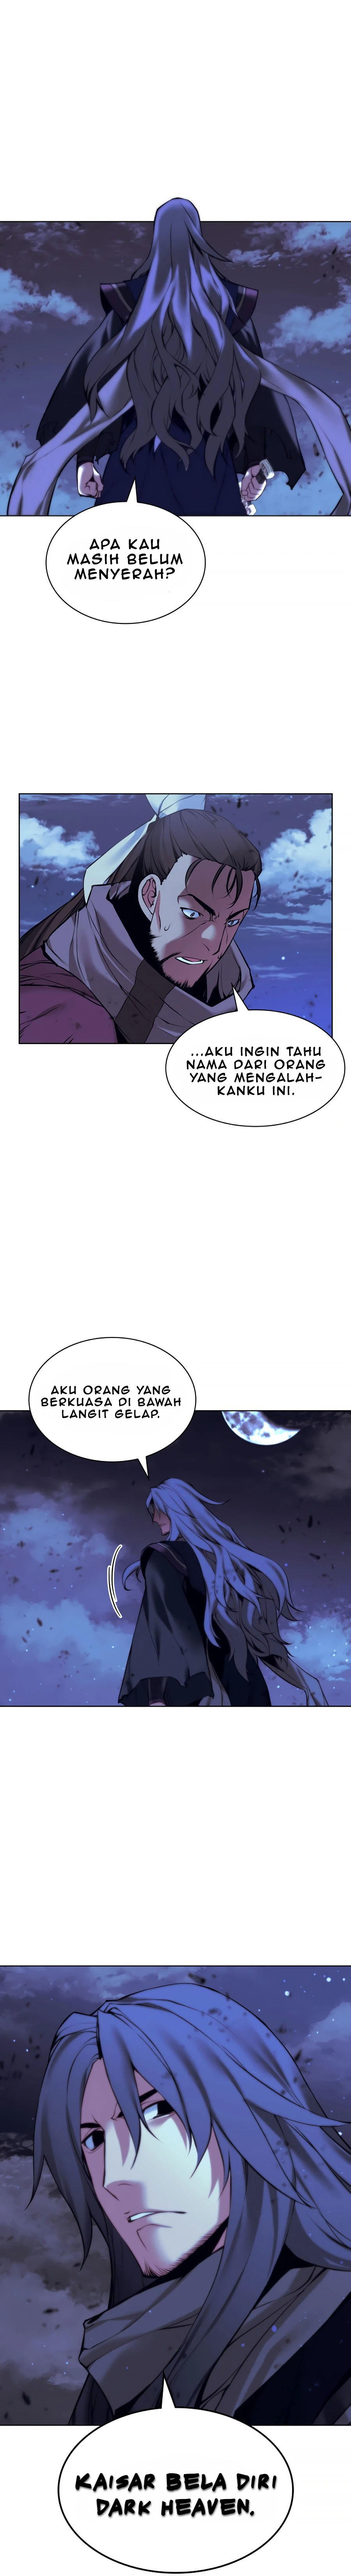 APA KAU
MASIH BELUM
MENYERAH?
...AKU INGIN TAHU
NAMA DARI ORANG
YANG MENGALAH-
KANKU INI.
AKU ORANG YANG
BERKUASA DI BAWAH
LANGIT GELAP.
KAISAR BELA DIRI
DARK HEAVEN.